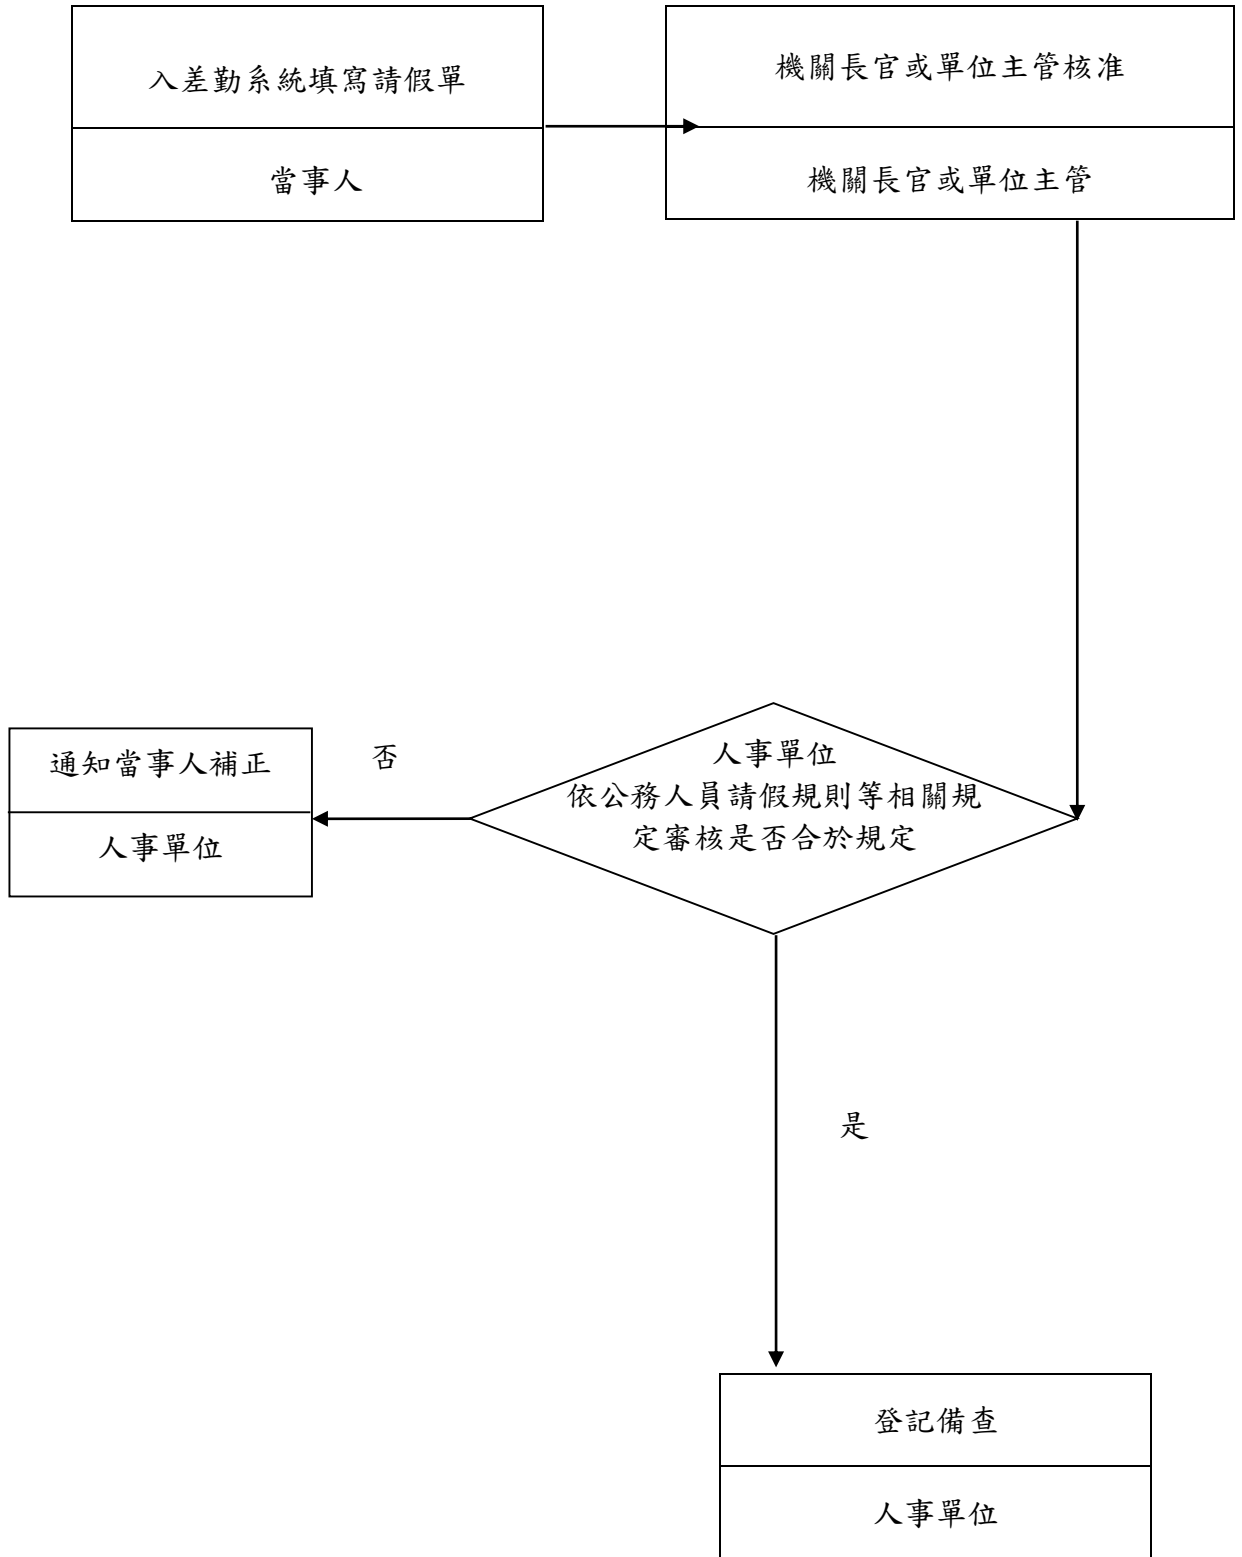 入差勤系統填寫請假單
當事人
機關長官或單位主管核准
機關長官或單位主管
人事單位
依公務人員請假規則等相關規
定審核是否合於規定
否
通知當事人補正
人事單位
是
登記備查
人事單位